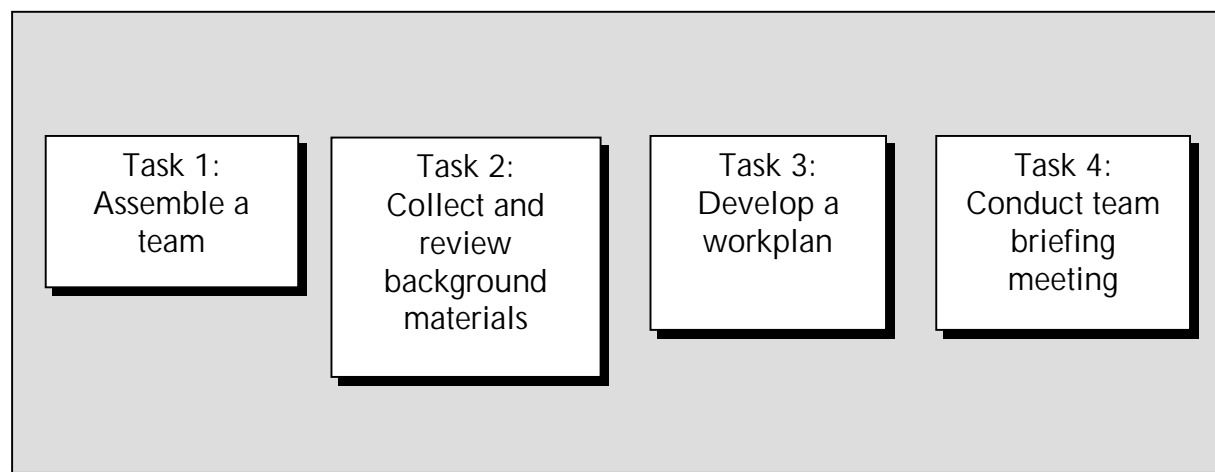 Task 1:
Assemble a
team
Task 2:
Collect and
review
background
materials
Task 3:
Develop a
workplan
Task 4:
Conduct team
briefing
meeting